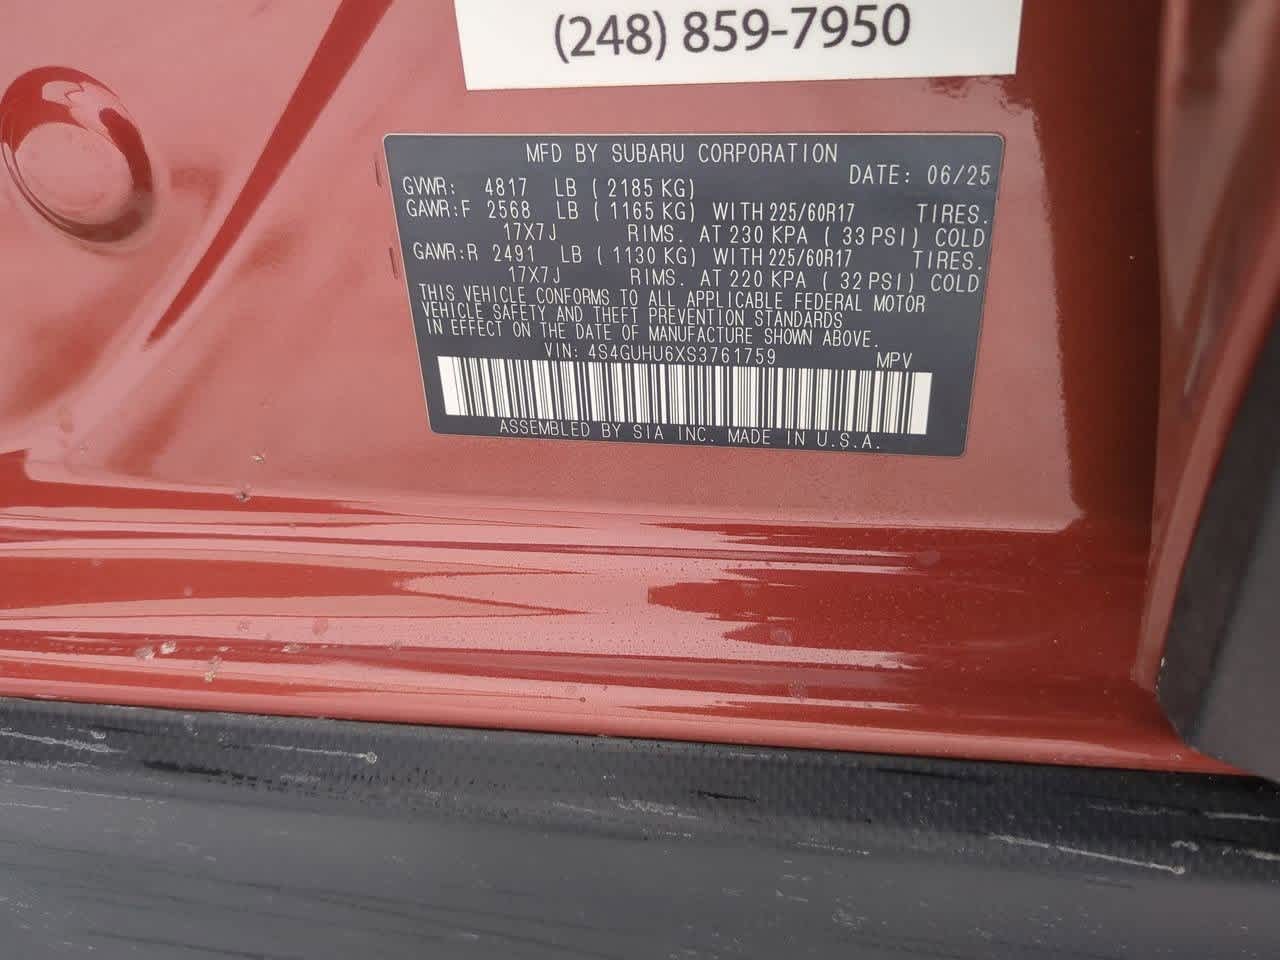 (248) 859-7950
MFD BY SUBARU CORPORATION
DATE: 06/25
GVWR: 4817 LB ( 2185 KG)
GAWR:F 2568 LB ( 1165 KG) WITH 225/60R17 TIRES.
17X7J RIMS. AT 230 KPA ( 33 PSI) COLD
GAWR:R 2491 LB ( 1130 KG) WITH 225/60R17 TIRES.
17X7J RIMS. AT 220 KPA ( 32 PSI) COLD
THIS VEHICLE CONFORMS TO ALL APPLICABLE FEDERAL MOTOR
VEHICLE SAFETY AND THEFT PREVENTION STANDARDS
IN EFFECT ON THE DATE OF MANUFACTURE SHOWN ABOVE.
VIN: 4S4GUHU6XS3761759 MPV
ASSEMBLED BY SIA INC. MADE IN U.S.A.